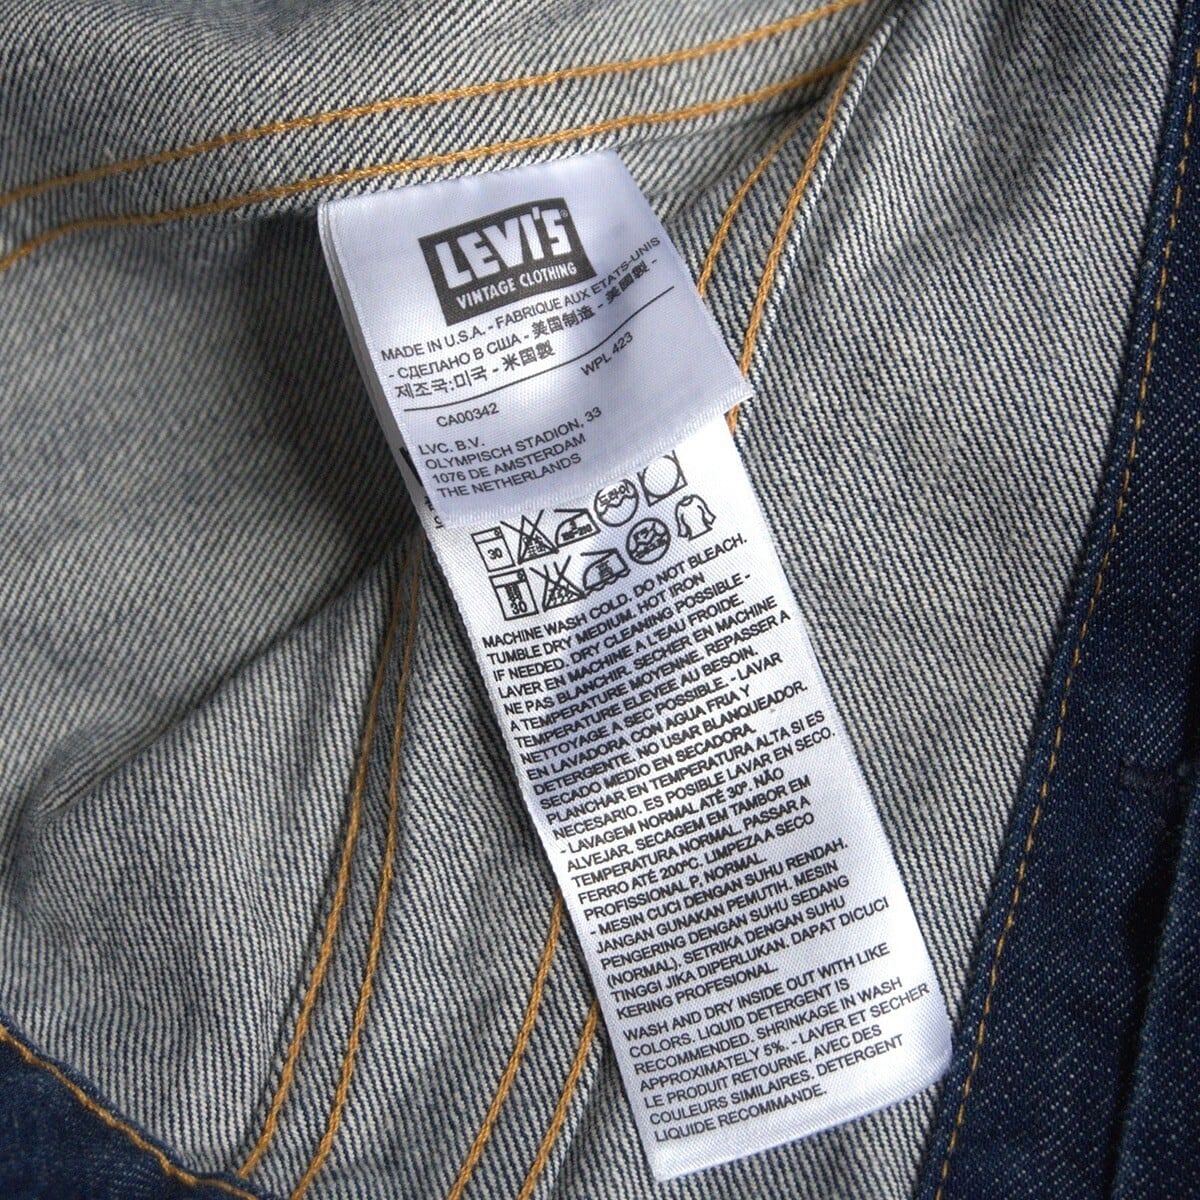 LEVI'S®
VINTAGE CLOTHING
MADE IN U.S.A. - FABRIQUE AUX ETATS-UNIS
- СДЕЛАНО В США - 美国制造 - 美國製 -
제조국:미국 - 米国製
CA00342 WPL 423
LVC. B.V.
OLYMPISCH STADION, 33
1076 DE AMSTERDAM
THE NETHERLANDS
30
드라이
30
MACHINE WASH COLD. DO NOT BLEACH.
TUMBLE DRY MEDIUM. HOT IRON
IF NEEDED. DRY CLEANING POSSIBLE -
LAVER EN MACHINE A L'EAU FROIDE.
NE PAS BLANCHIR. SECHER EN MACHINE
A TEMPERATURE MOYENNE. REPASSER A
TEMPERATURE ELEVEE AU BESOIN.
NETTOYAGE A SEC POSSIBLE. - LAVAR
EN LAVADORA CON AGUA FRIA Y
DETERGENTE. NO USAR BLANQUEADOR.
SECADO MEDIO EN SECADORA.
PLANCHAR EN TEMPERATURA ALTA SI ES
NECESARIO. ES POSIBLE LAVAR EN SECO.
- LAVAGEM NORMAL ATÉ 30º. NÃO
ALVEJAR. SECAGEM EM TAMBOR EM
TEMPERATURA NORMAL. PASSAR A
FERRO ATÉ 200ºC. LIMPEZA A SECO
PROFISSIONAL P, NORMAL.
- MESIN CUCI DENGAN SUHU RENDAH.
JANGAN GUNAKAN PEMUTIH. MESIN
PENGERING DENGAN SUHU SEDANG
(NORMAL), SETRIKA DENGAN SUHU
TINGGI JIKA DIPERLUKAN. DAPAT DICUCI
KERING PROFESIONAL.
WASH AND DRY INSIDE OUT WITH LIKE
COLORS. LIQUID DETERGENT IS
RECOMMENDED. SHRINKAGE IN WASH
APPROXIMATELY 5%. - LAVER ET SECHER
LE PRODUIT RETOURNE, AVEC DES
COULEURS SIMILAIRES. DETERGENT
LIQUIDE RECOMMANDE.